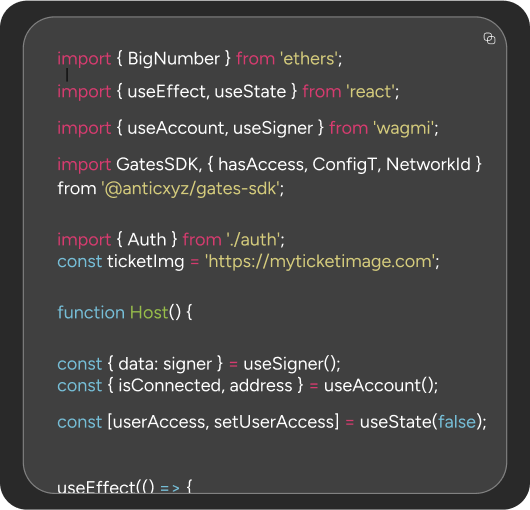 import { BigNumber } from 'ethers';
import { useEffect, useState } from 'react';
import { useAccount, useSigner } from 'wagmi';
import GatesSDK, { hasAccess, ConfigT, NetworkId }
from '@anticxyz/gates-sdk';
import { Auth } from './auth';
const ticketImg = 'https://myticketimage.com';
function Host() {
const { data: signer } = useSigner();
const { isConnected, address } = useAccount();
const [userAccess, setUserAccess] = useState(false);
useEffect(() => {